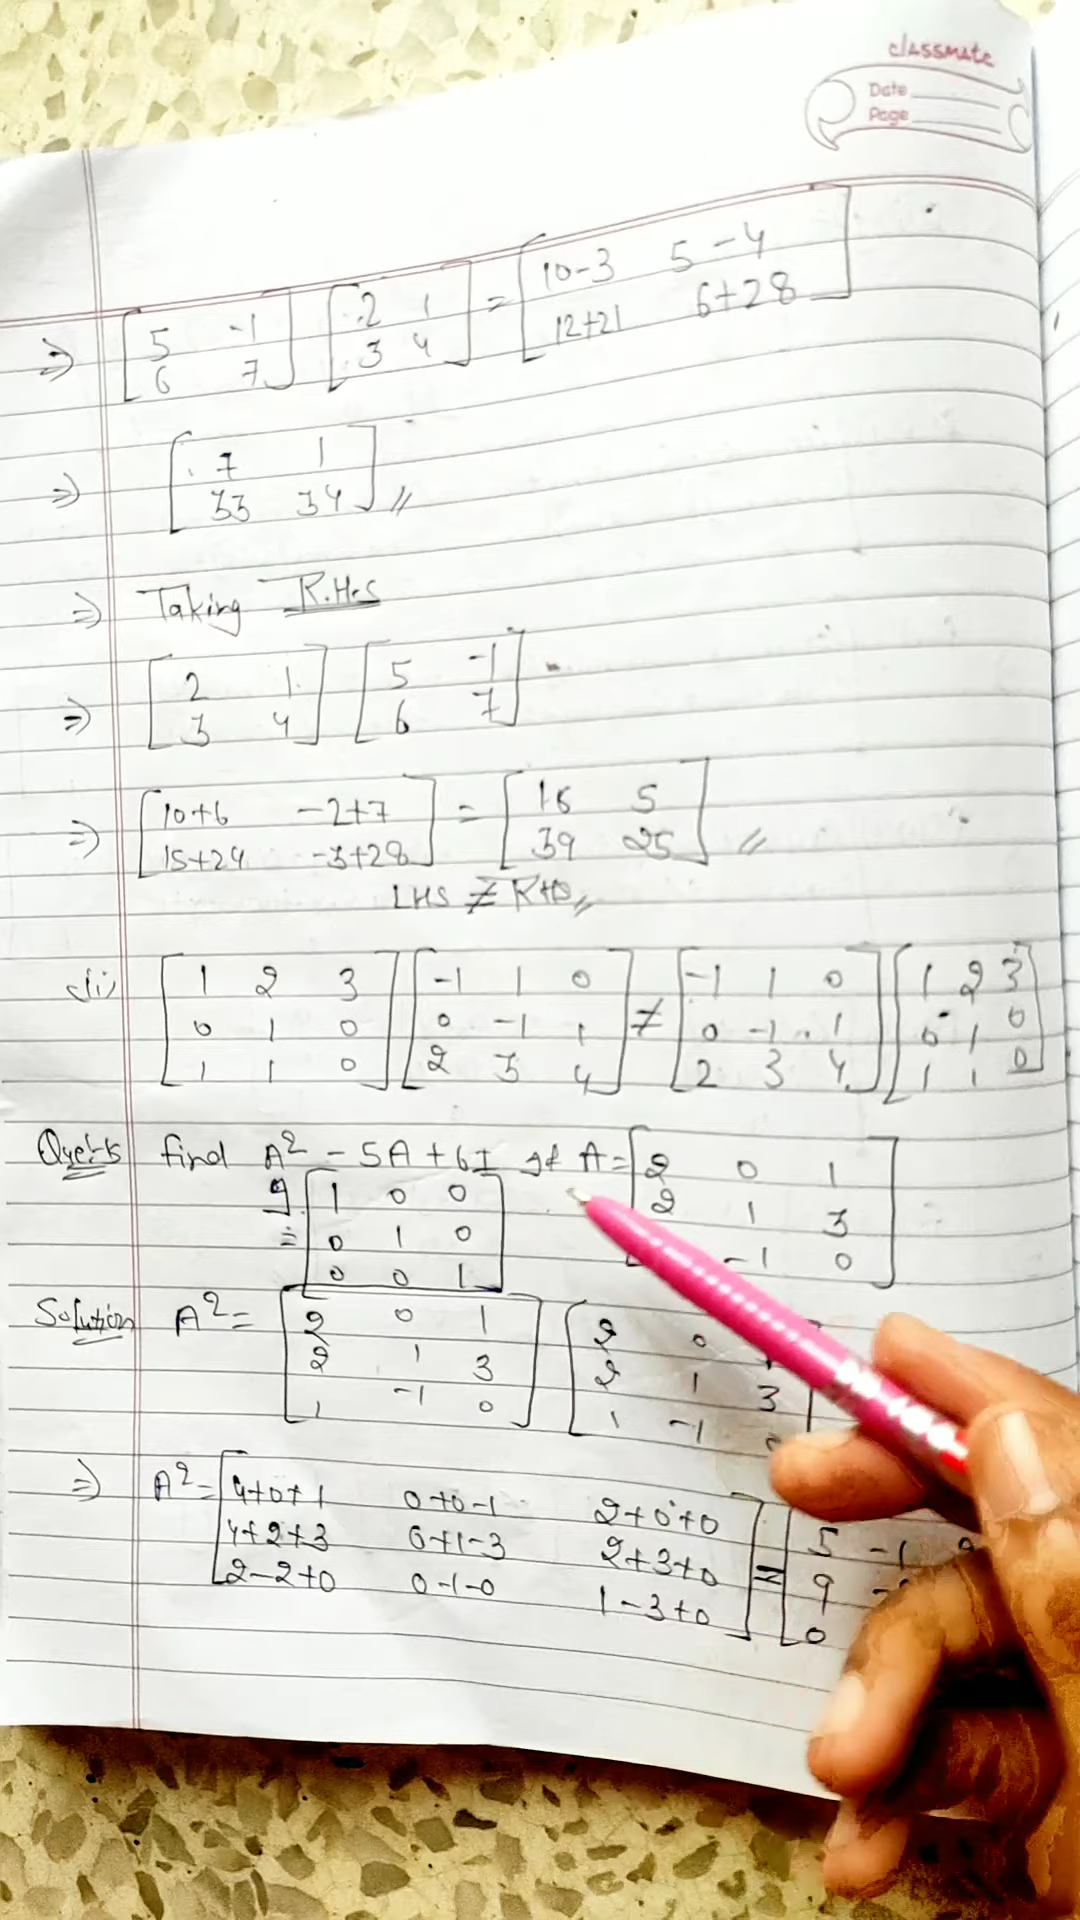 classmate
Date
Page
⇒ [5 -1 [2 1 = [10-3 5-4
6 7] 3 4] 12+21 6+28]
⇒ [7 1
33 34] //
⇒ Taking R.H.S
⇒ [2 1 [5 -1
3 4] 6 7]
⇒ [10+6 -2+7 = [16 5
15+24 -3+28] 39 25] //
LHS ≠ RHS //
(ii) [1 2 3 [-1 1 0 ≠ [-1 1 0 [1 2 3
0 1 0 0 -1 1 0 -1 1 0 1 0
1 1 0] 2 3 4] 2 3 4] 1 1 0]
Que:-15 find A² - 5A + 6I If A = [2 0 1
2 1 3
-1 0]
I = [1 0 0
0 1 0
0 0 1]
Solution A² = [2 0 1 [2 0
2 1 3 2 1 3
1 -1 0] 1 -1
⇒ A² = [4+0+1 0+0-1 2+0+0 = [5 -1
4+2+3 0+1-3 2+3+0 9
2-2+0 0-1-0 1-3+0] 0